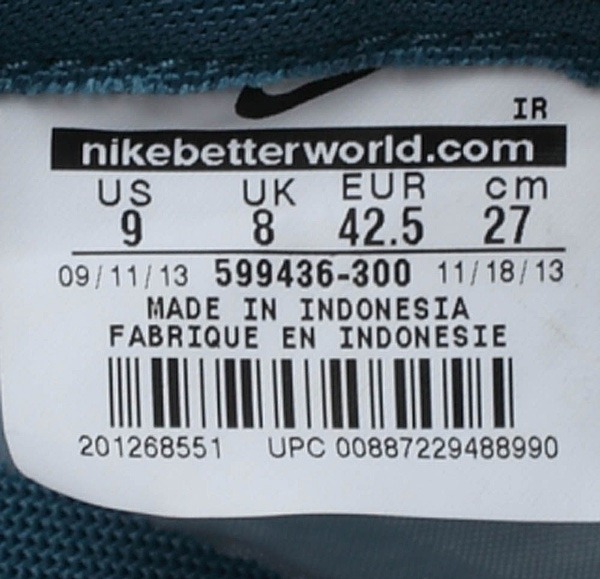 IR
nikebetterworld.com
US UK EUR cm
9 8 42.5 27
09/11/13 599436-300 11/18/13
MADE IN INDONESIA
FABRIQUE EN INDONESIE
201268551 UPC 00887229488990